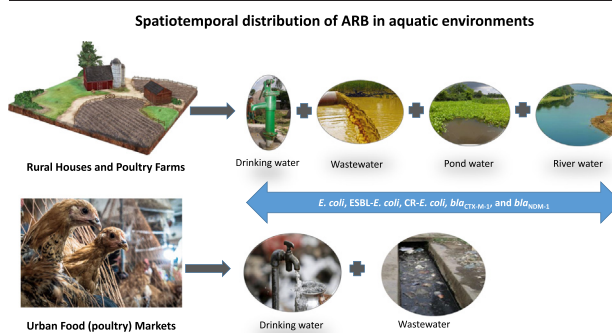 Spatiotemporal distribution of ARB in aquatic environments
Drinking water
Wastewater
Pond water
River water
Rural Houses and Poultry Farms
E. coli, ESBL-E. coli, CR-E. coli, blaCTX-M-1, and blaNDM-1
Urban Food (poultry) Markets
Drinking water
Wastewater